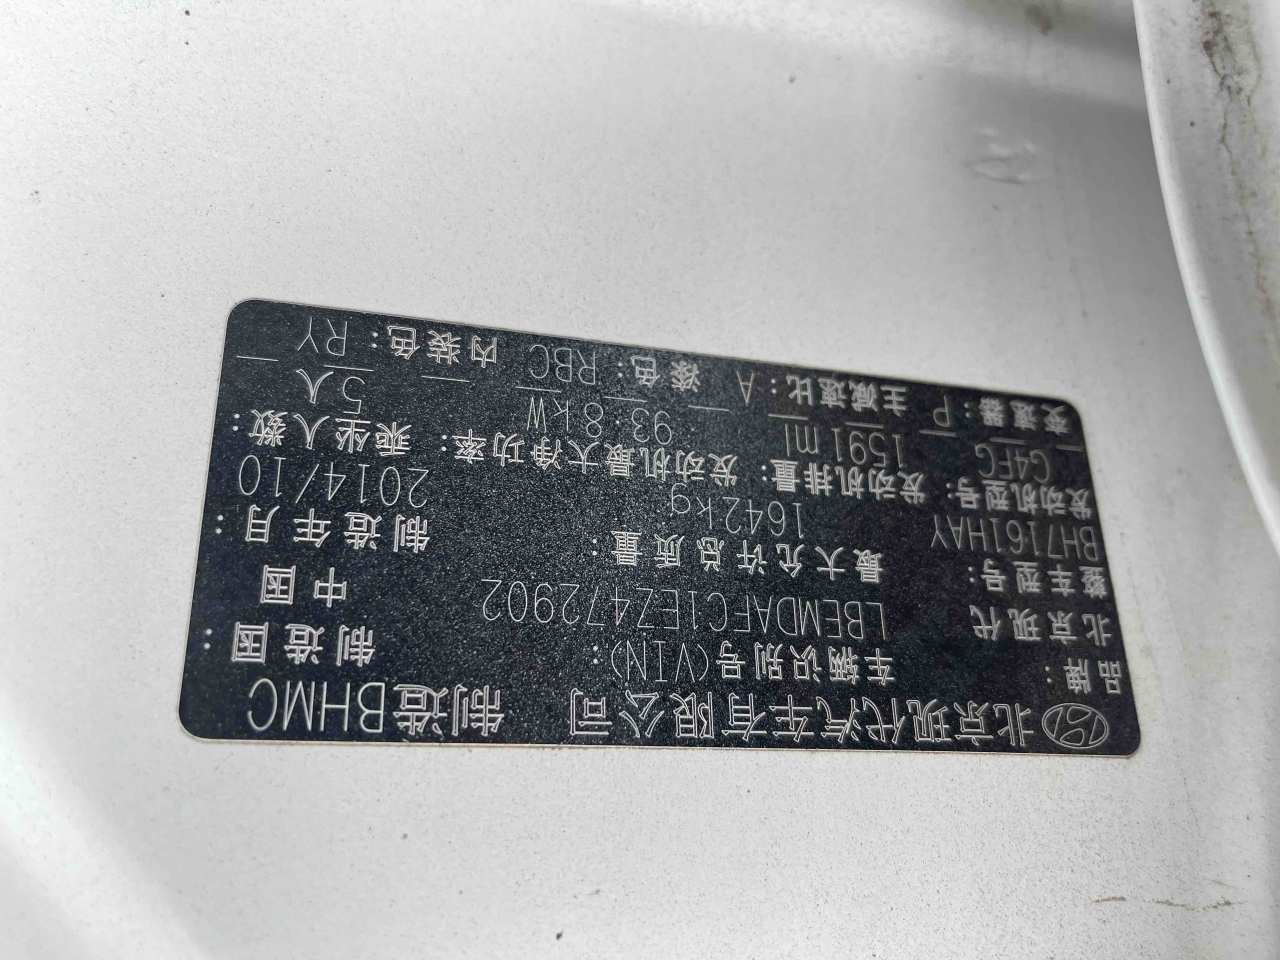 北京现代汽车有限公司 制造BHMC
品牌: 车辆识别号(VIN): 制造国:
北京现代 LBEMDAFC1EZ472902 中国
整车型号: 最大允许总质量: 制造年月:
BH7161HAY 1642kg 2014/10
发动机型号: 发动机排量: 发动机最大净功率: 乘坐人数:
G4FC 1591ml 93.8kW 5人
变速器: P 主减速比: A 漆色: RBC 内装色: RY